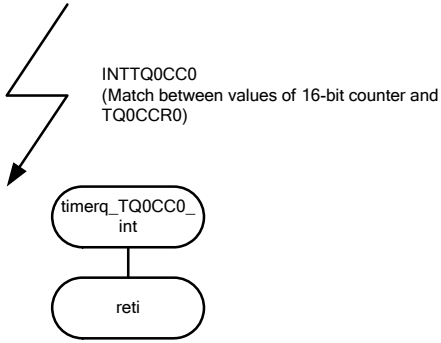 INTTQ0CC0
(Match between values of 16-bit counter and
TQ0CCR0)
timerq_TQ0CC0_
int
reti